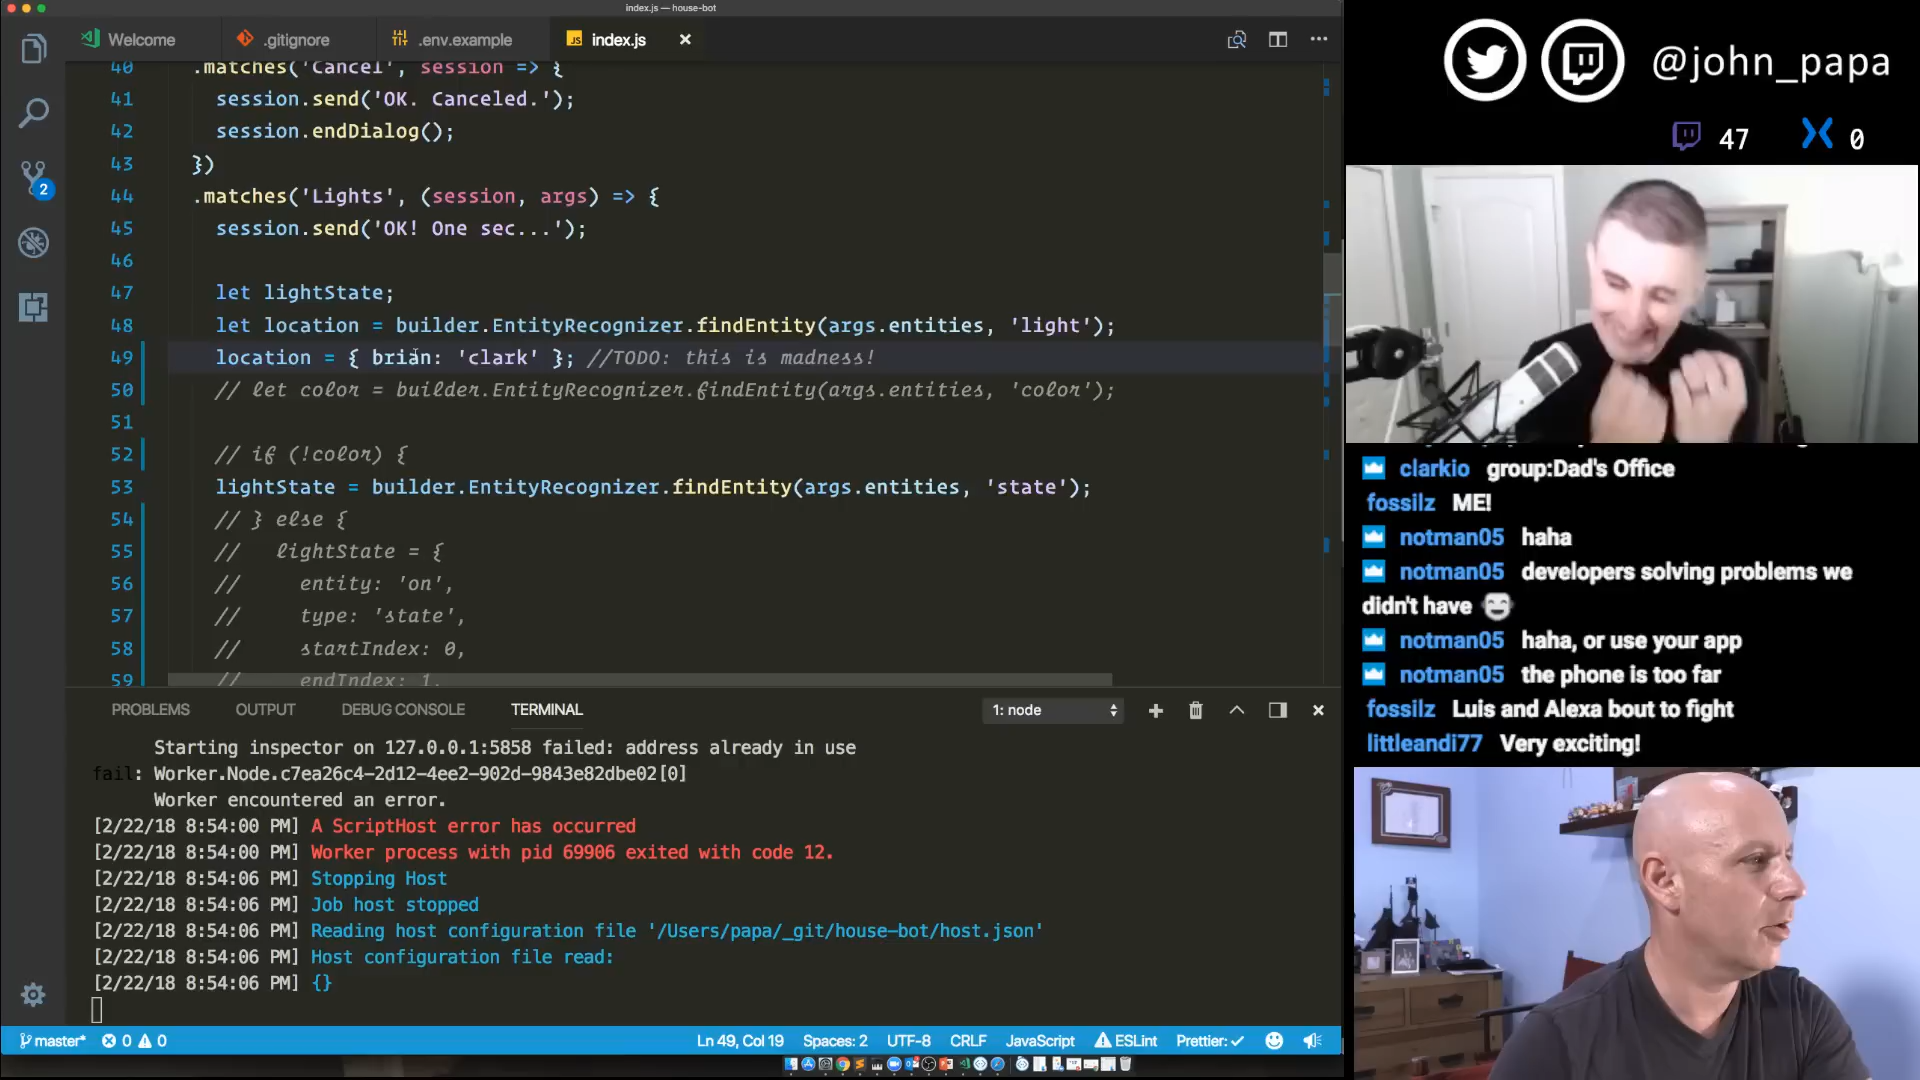 index.js — house-bot
Welcome
.gitignore
.env.example
index.js
40 .matches('Cancel', session => {
41 session.send('OK. Canceled.');
42 session.endDialog();
43 })
44 .matches('Lights', (session, args) => {
45 session.send('OK! One sec...');
46
47 let lightState;
48 let location = builder.EntityRecognizer.findEntity(args.entities, 'light');
49 location = { brian: 'clark' }; //TODO: this is madness!
50 // let color = builder.EntityRecognizer.findEntity(args.entities, 'color');
51
52 // if (!color) {
53 lightState = builder.EntityRecognizer.findEntity(args.entities, 'state');
54 // } else {
55 // lightState = {
56 // entity: 'on',
57 // type: 'state',
58 // startIndex: 0,
59 // endIndex: 1,
2
PROBLEMS OUTPUT DEBUG CONSOLE TERMINAL 1: node
Starting inspector on 127.0.0.1:5858 failed: address already in use
fail: Worker.Node.c7ea26c4-2d12-4ee2-902d-9843e82dbe02[0]
Worker encountered an error.
[2/22/18 8:54:00 PM] A ScriptHost error has occurred
[2/22/18 8:54:00 PM] Worker process with pid 69906 exited with code 12.
[2/22/18 8:54:06 PM] Stopping Host
[2/22/18 8:54:06 PM] Job host stopped
[2/22/18 8:54:06 PM] Reading host configuration file '/Users/papa/_git/house-bot/host.json'
[2/22/18 8:54:06 PM] Host configuration file read:
[2/22/18 8:54:06 PM] {}
master* 0 0 Ln 49, Col 19 Spaces: 2 UTF-8 CRLF JavaScript ESLint Prettier: ✓
@john_papa
47 0
clarkio group:Dad's Office
fossilz ME!
notman05 haha
notman05 developers solving problems we
didn't have
notman05 haha, or use your app
notman05 the phone is too far
fossilz Luis and Alexa bout to fight
littleandi77 Very exciting!